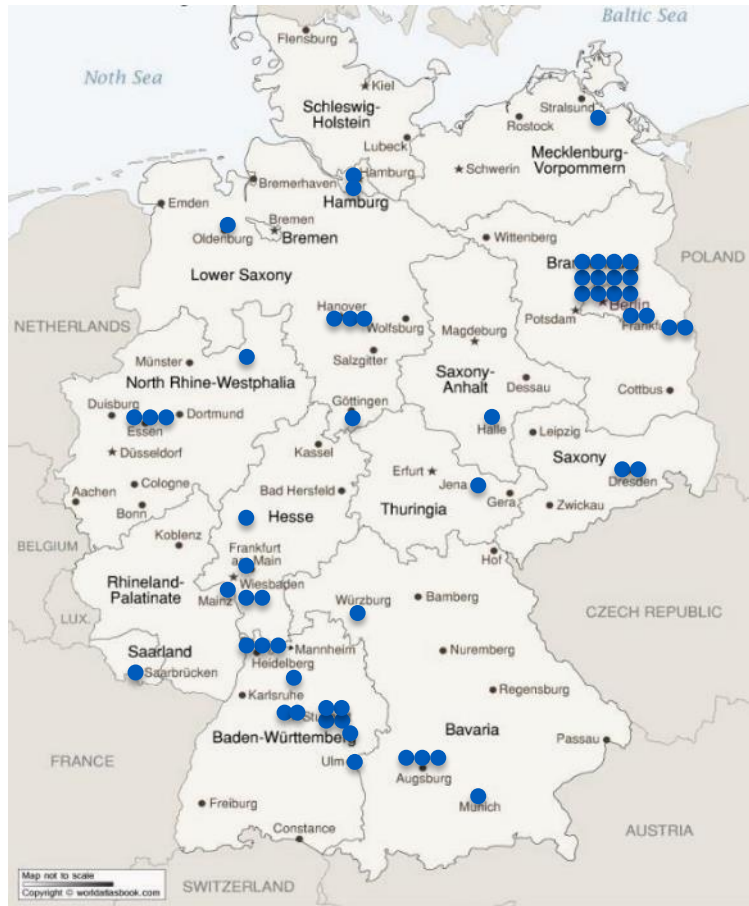 Baltic Sea
Noth Sea
Flensburg
Kiel
Schleswig-
Holstein
Stralsund
Rostock
Lubeck
Mecklenburg-
Vorpommern
Schwerin
Hamburg
Bremerhaven
Hamburg
Emden
Bremen
Oldenburg
Bremen
Wittenberg
POLAND
Lower Saxony
Hanover
Wolfsburg
Berlin
Potsdam
NETHERLANDS
Magdeburg
Salzgitter
Münster
North Rhine-Westphalia
Saxony-
Anhalt
Dessau
Cottbus
Duisburg
Dortmund
Essen
Göttingen
Halle
Leipzig
Düsseldorf
Kassel
Saxony
Erfurt
Dresden
Aachen
Cologne
Bonn
Bad Hersfeld
Jena
Gera
Zwickau
Hesse
Thuringia
BELGIUM
Koblenz
Frankfurt
Main
Hof
Rhineland-
Palatinate
Wiesbaden
Mainz
Würzburg
Bamberg
LUX.
CZECH REPUBLIC
Saarland
Mannheim
Nuremberg
Saarbrücken
Heidelberg
Karlsruhe
Regensburg
Baden-Württemberg
Bavaria
Passau
FRANCE
Ulm
Augsburg
Munich
Freiburg
Constance
AUSTRIA
SWITZERLAND
Map not to scale
Copyright © worldatlasbook.com